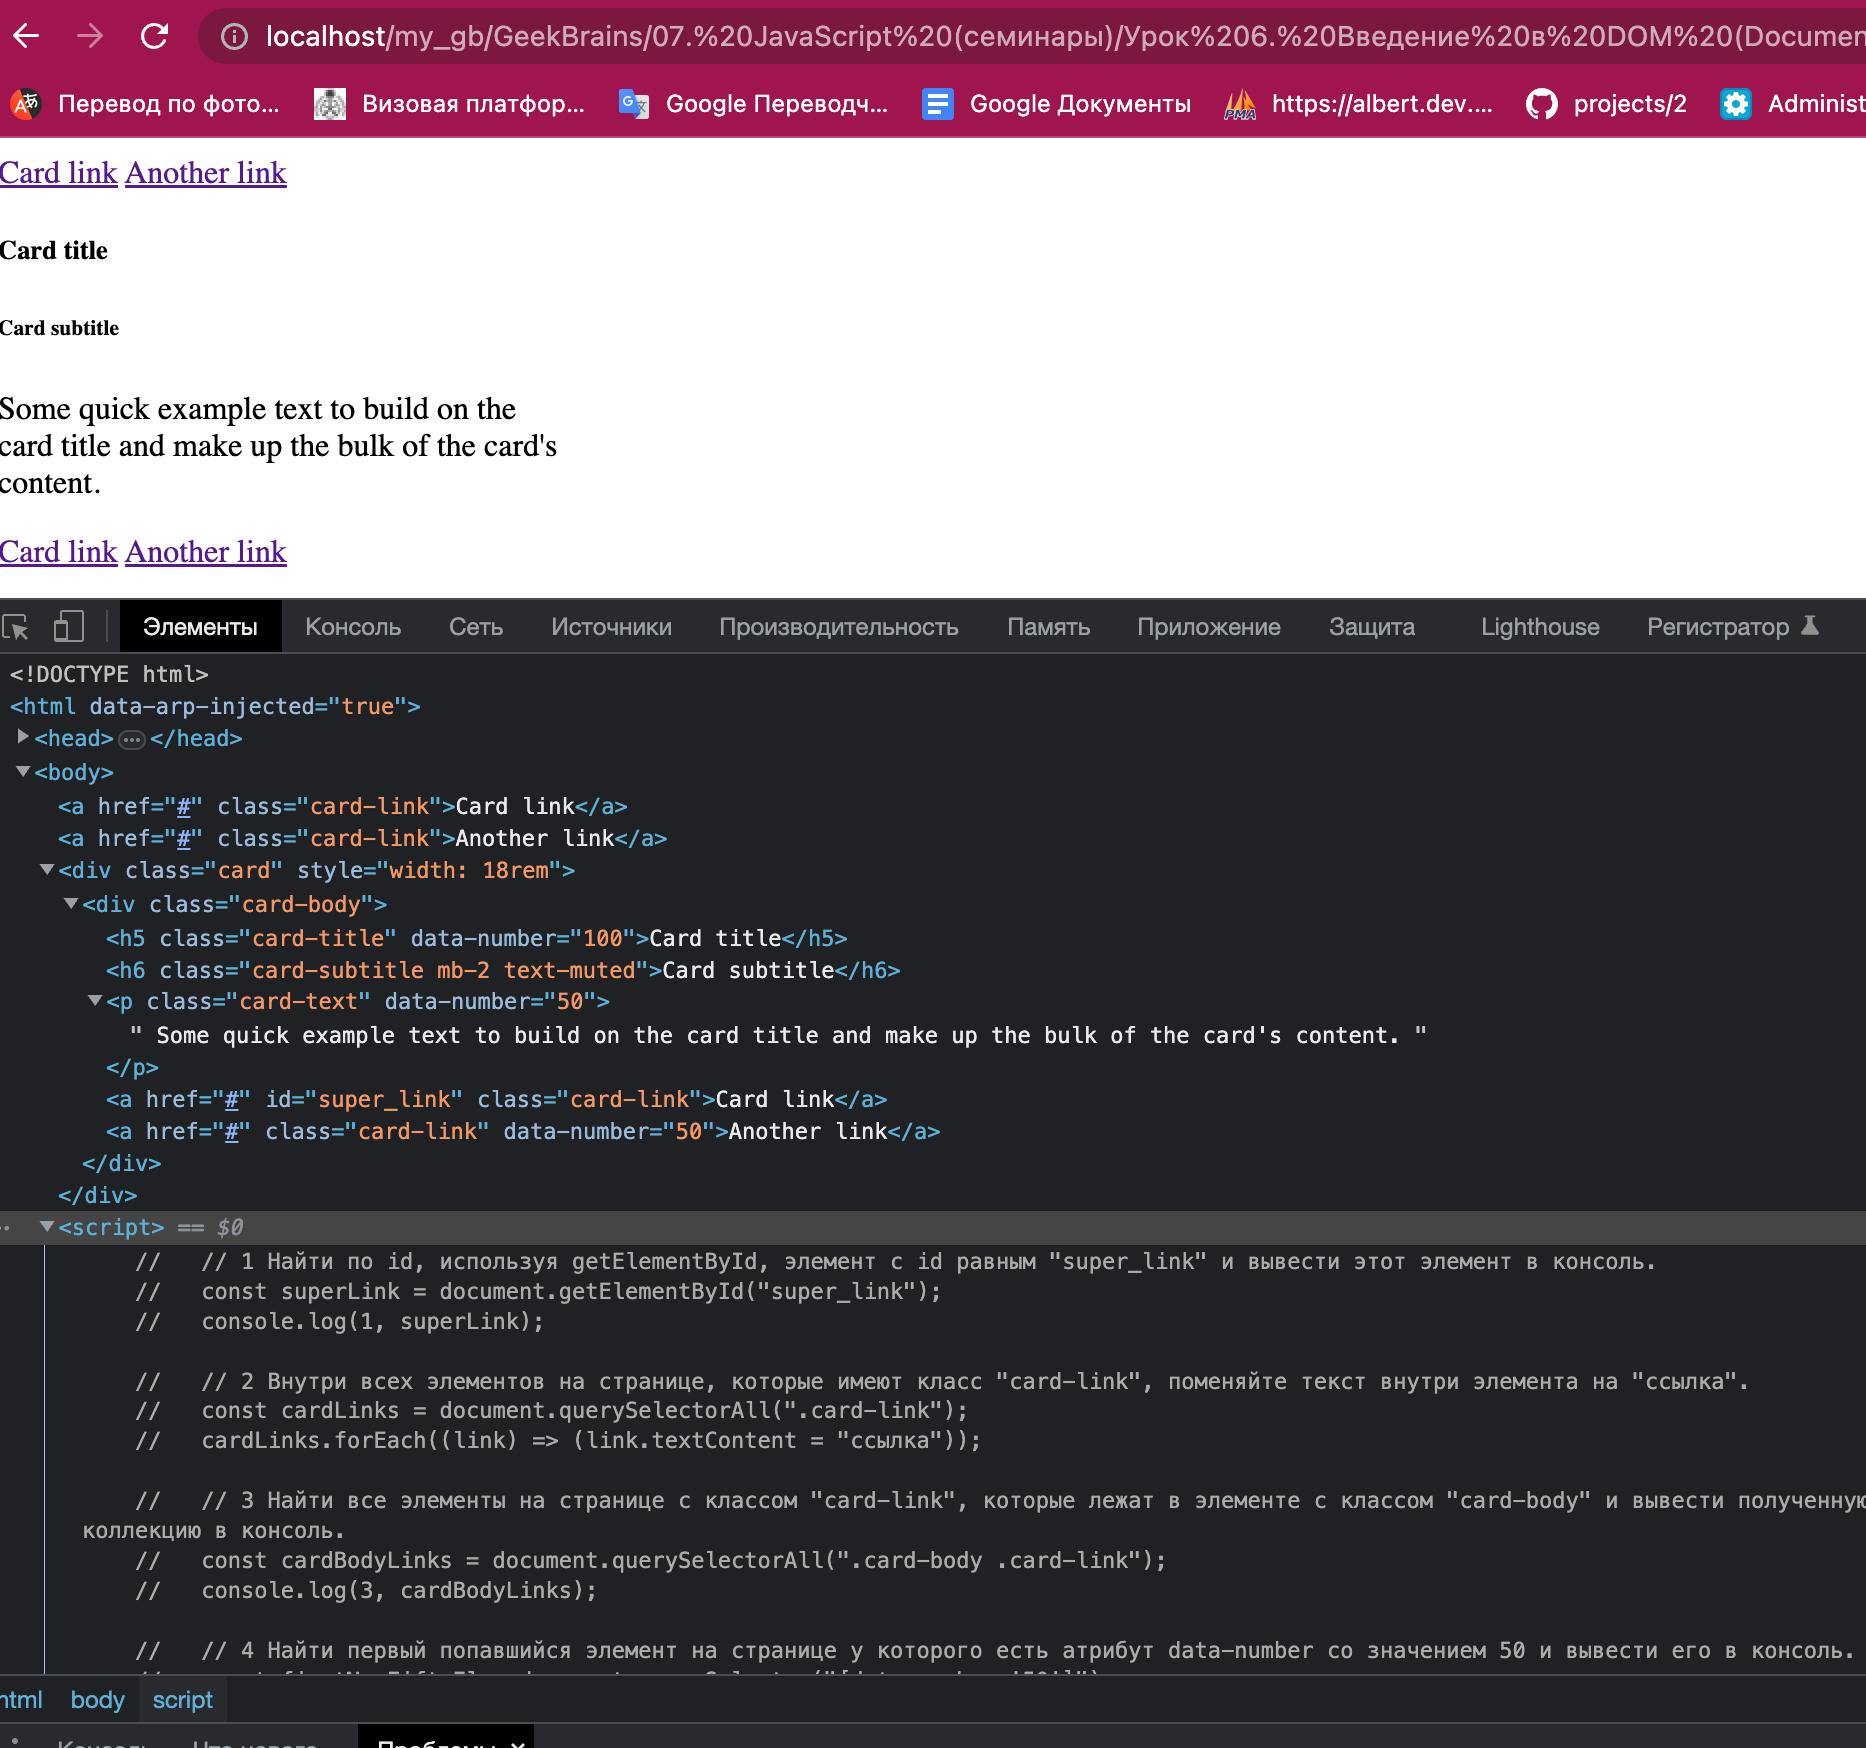 localhost/my_gb/GeekBrains/07.%20JavaScript%20(семинары)/Урок%206.%20Введение%20в%20DOM%20(Documen
Перевод по фото... Визовая платфор... Google Переводч... Google Документы https://albert.dev.... projects/2 Administ
Card link Another link
Card title
Card subtitle
Some quick example text to build on the
card title and make up the bulk of the card's
content.
Card link Another link
Элементы Консоль Сеть Источники Производительность Память Приложение Защита Lighthouse Регистратор
<!DOCTYPE html>
<html data-arp-injected="true">
<head>…</head>
<body>
<a href="#" class="card-link">Card link</a>
<a href="#" class="card-link">Another link</a>
<div class="card" style="width: 18rem">
<div class="card-body">
<h5 class="card-title" data-number="100">Card title</h5>
<h6 class="card-subtitle mb-2 text-muted">Card subtitle</h6>
<p class="card-text" data-number="50">
" Some quick example text to build on the card title and make up the bulk of the card's content. "
</p>
<a href="#" id="super_link" class="card-link">Card link</a>
<a href="#" class="card-link" data-number="50">Another link</a>
</div>
</div>
<script> == $0
// // 1 Найти по id, используя getElementById, элемент с id равным "super_link" и вывести этот элемент в консоль.
// const superLink = document.getElementById("super_link");
// console.log(1, superLink);
// // 2 Внутри всех элементов на странице, которые имеют класс "card-link", поменяйте текст внутри элемента на "ссылка".
// const cardLinks = document.querySelectorAll(".card-link");
// cardLinks.forEach((link) => (link.textContent = "ссылка"));
// // 3 Найти все элементы на странице с классом "card-link", которые лежат в элементе с классом "card-body" и вывести полученную
коллекцию в консоль.
// const cardBodyLinks = document.querySelectorAll(".card-body .card-link");
// console.log(3, cardBodyLinks);
// // 4 Найти первый попавшийся элемент на странице у которого есть атрибут data-number со значением 50 и вывести его в консоль.
html body script
Консоль Что нового Проблемы